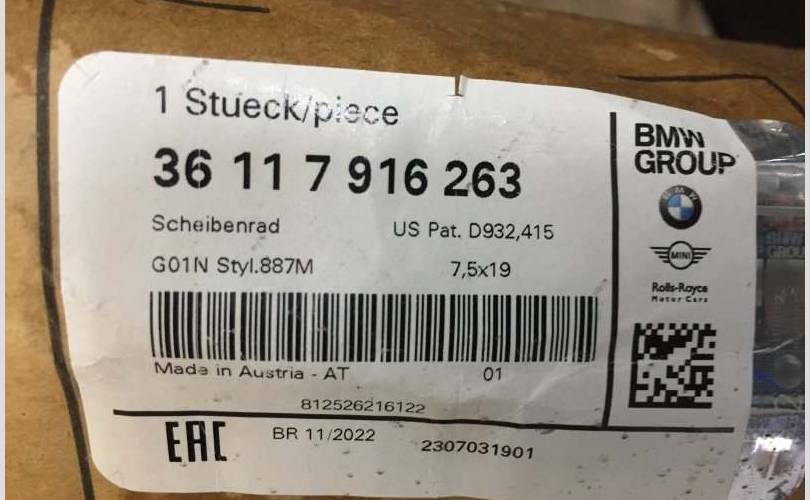 1 Stueck/piece
36 11 7 916 263
Scheibenrad US Pat. D932,415
G01N Styl.887M 7,5x19
Made in Austria - AT 01
812526216122
EAC BR 11/2022 2307031901
BMW
GROUP
BMW
MINI
Rolls-Royce
Motor Cars